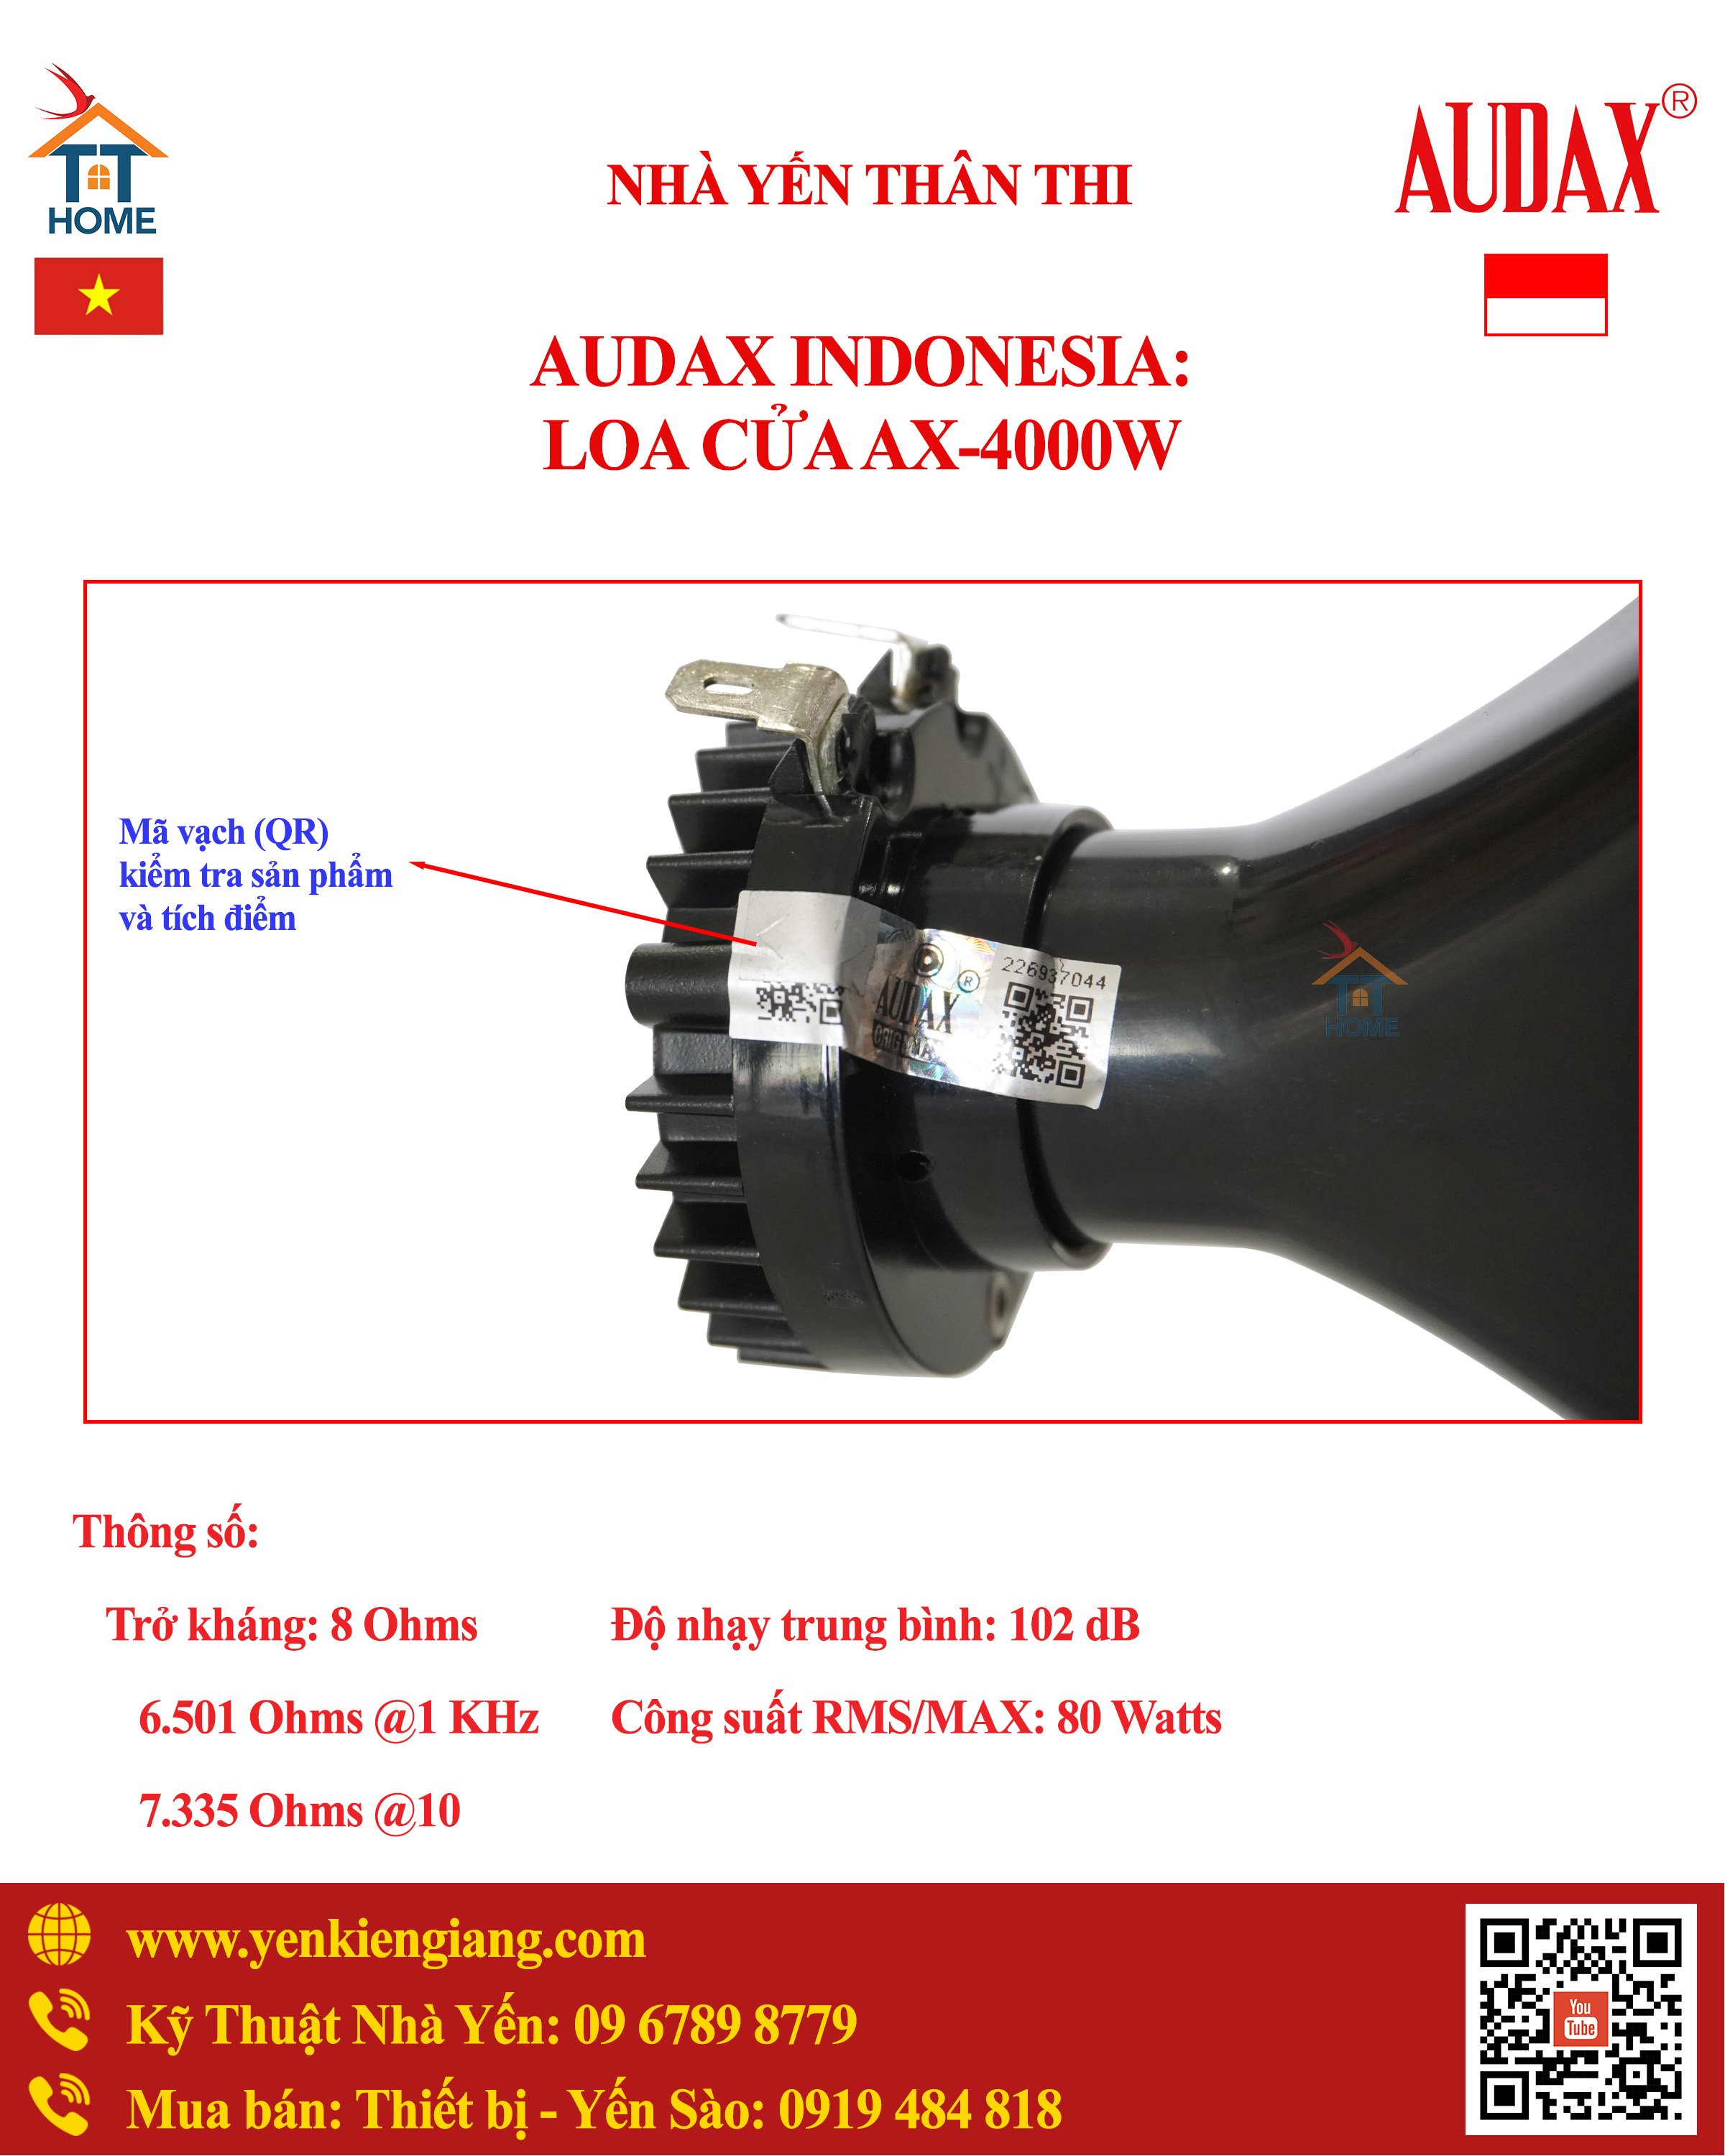 TT
HOME
NHÀ YẾN THÂN THI
AUDAX®
AUDAX INDONESIA:
LOA CỬA AX-4000W
Mã vạch (QR)
kiểm tra sản phẩm
và tích điểm
AUDAX ®
226937044
TT
HOME
Thông số:
Trở kháng: 8 Ohms
Độ nhạy trung bình: 102 dB
6.501 Ohms @1 KHz
Công suất RMS/MAX: 80 Watts
7.335 Ohms @10
www.yenkiengiang.com
Kỹ Thuật Nhà Yến: 09 6789 8779
Mua bán: Thiết bị - Yến Sào: 0919 484 818
You
Tube